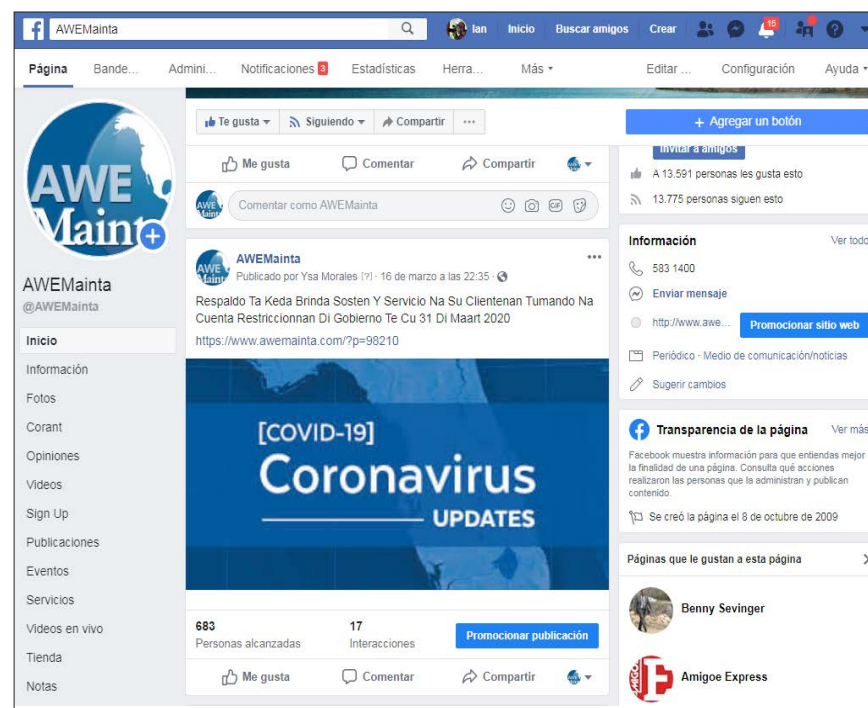 AWEMainta
Ian
Inicio
Buscar amigos
Crear
15
Página
Bande...
Admini...
Notificaciones 3
Estadísticas
Herra...
Más
Editar ...
Configuración
Ayuda
AWE
Mainta
AWEMainta
@AWEMainta
Inicio
Información
Fotos
Corant
Opiniones
Videos
Sign Up
Publicaciones
Eventos
Servicios
Videos en vivo
Tienda
Notas
Te gusta
Siguiendo
Compartir
Me gusta
Comentar
Compartir
Comentar como AWEMainta
GIF
AWEMainta
Publicado por Ysa Morales [?] · 16 de marzo a las 22:35 ·
Respaldo Ta Keda Brinda Sosten Y Servicio Na Su Clientenan Tumando Na
Cuenta Restriccionnan Di Gobierno Te Cu 31 Di Maart 2020
https://www.awemainta.com/?p=98210
[COVID-19]
Coronavirus
UPDATES
683
Personas alcanzadas
17
Interacciones
Promocionar publicación
Me gusta
Comentar
Compartir
+ Agregar un botón
Invitar a amigos
A 13.591 personas les gusta esto
13.775 personas siguen esto
Información
Ver todo
583 1400
Enviar mensaje
http://www.awe...
Promocionar sitio web
Periódico · Medio de comunicación/noticias
Sugerir cambios
Transparencia de la página
Ver más
Facebook muestra información para que entiendas mejor
la finalidad de una página. Consulta qué acciones
realizaron las personas que la administran y publican
contenido.
Se creó la página el 8 de octubre de 2009
Páginas que le gustan a esta página
Benny Sevinger
AMIGO
Amigoe Express